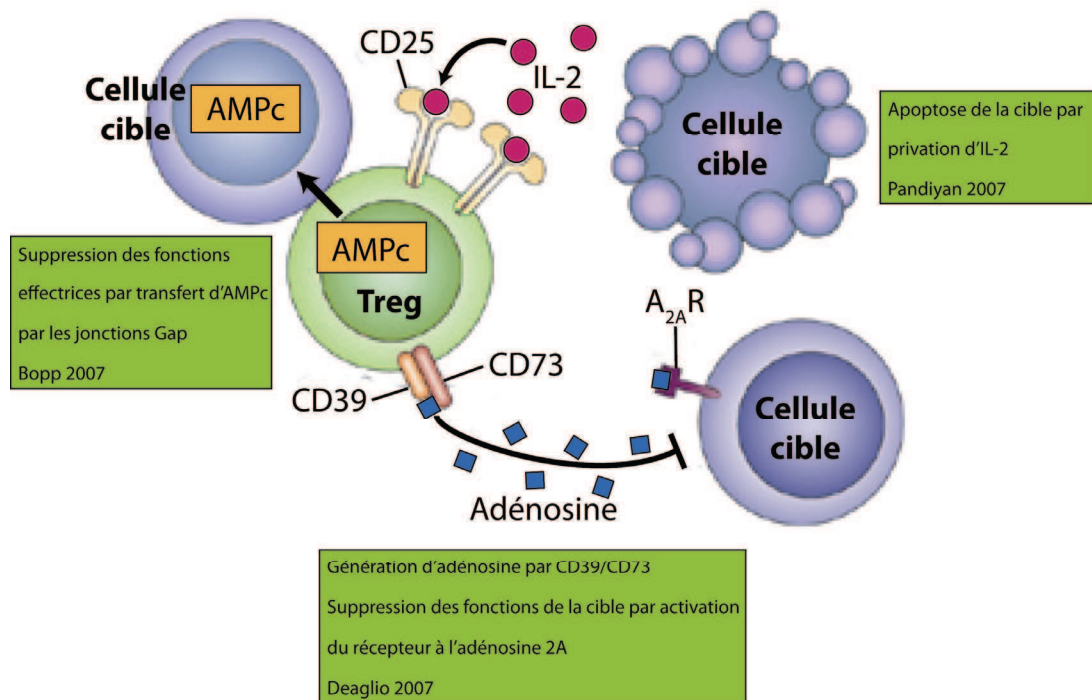 CD25
IL-2
Cellule
cible
AMPc
Cellule
cible
Apoptose de la cible par
privation d'IL-2
Pandiyan 2007
AMPc
Treg
Suppression des fonctions
effectrices par transfert d'AMPc
par les jonctions Gap
Bopp 2007
A2AR
CD73
CD39
Cellule
cible
Adénosine
Génération d'adénosine par CD39/CD73
Suppression des fonctions de la cible par activation
du récepteur à l'adénosine 2A
Deaglio 2007